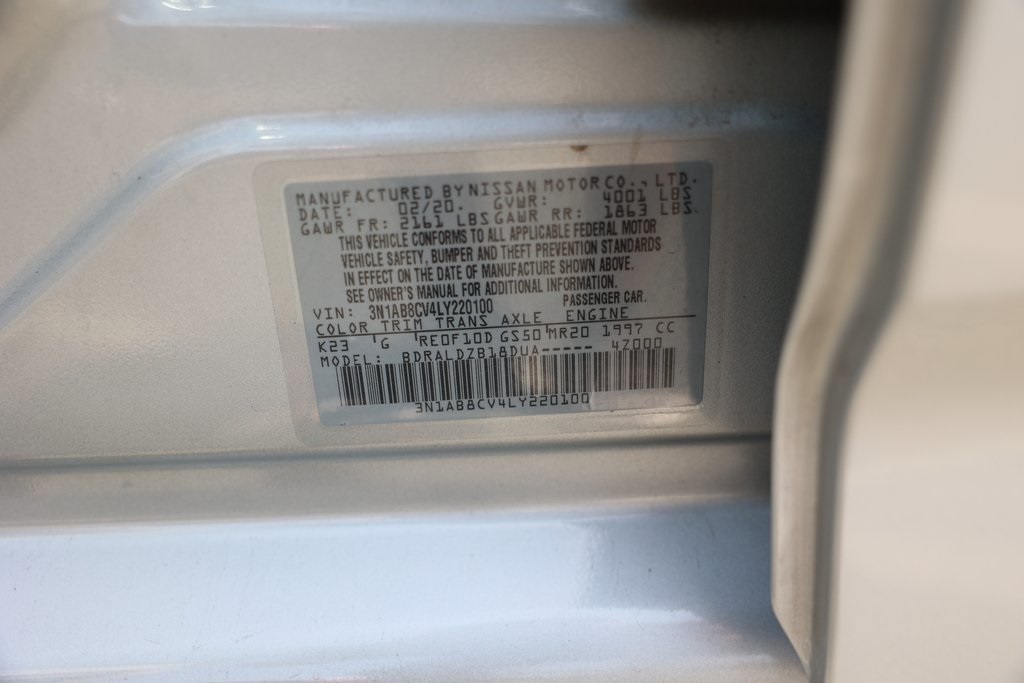 MANUFACTURED BY NISSAN MOTOR CO., LTD.
DATE: 02/20. GVWR: 4001 LBS
GAWR FR: 2161 LBS GAWR RR: 1863 LBS.
THIS VEHICLE CONFORMS TO ALL APPLICABLE FEDERAL MOTOR
VEHICLE SAFETY, BUMPER AND THEFT PREVENTION STANDARDS
IN EFFECT ON THE DATE OF MANUFACTURE SHOWN ABOVE.
SEE OWNER'S MANUAL FOR ADDITIONAL INFORMATION.
VIN: 3N1AB8CV4LY220100 PASSENGER CAR.
COLOR TRIM TRANS AXLE ENGINE
K23 G RE0F10D GS50 MR20 1997 CC
MODEL: BDRALDZB18DUA----- 4Z000
3N1AB8CV4LY220100